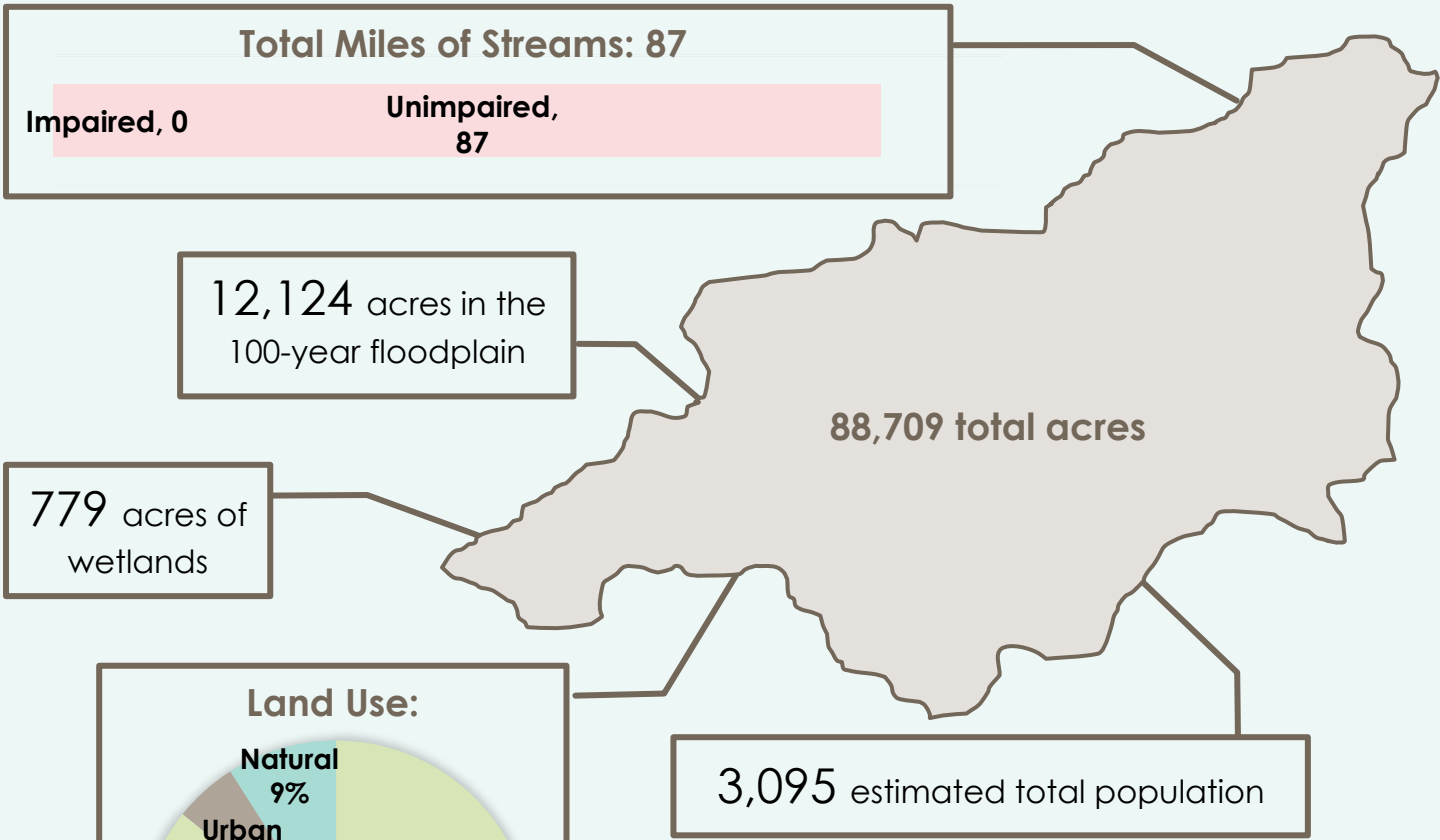 Total Miles of Streams: 87
Impaired, 0
Unimpaired,
87
12,124 acres in the
100-year floodplain
88,709 total acres
779 acres of
wetlands
Land Use:
Natural
9%
Urban
3,095 estimated total population